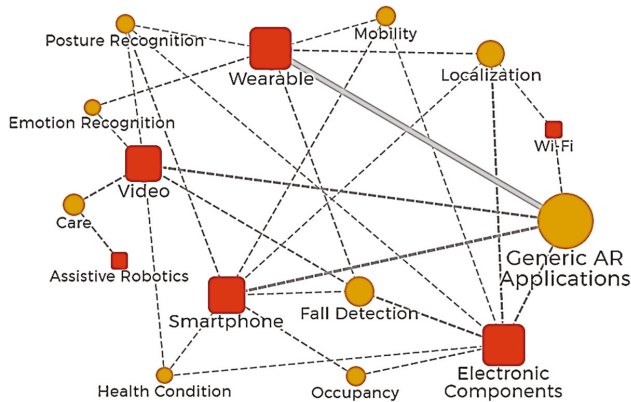 Posture Recognition
Mobility
Wearable
Localization
Emotion Recognition
Wi-Fi
Video
Care
Generic AR
Applications
Assistive Robotics
Smartphone
Fall Detection
Electronic
Components
Health Condition
Occupancy